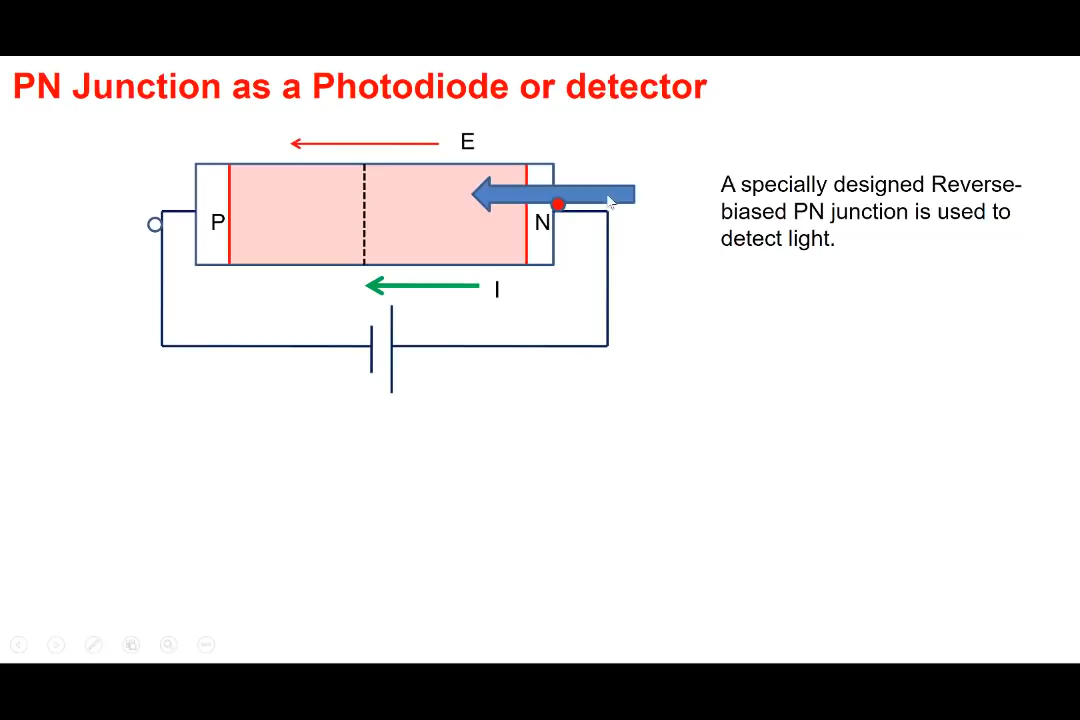 PN Junction as a Photodiode or detector
E
A specially designed Reverse-
biased PN junction is used to
detect light.
P
N
I